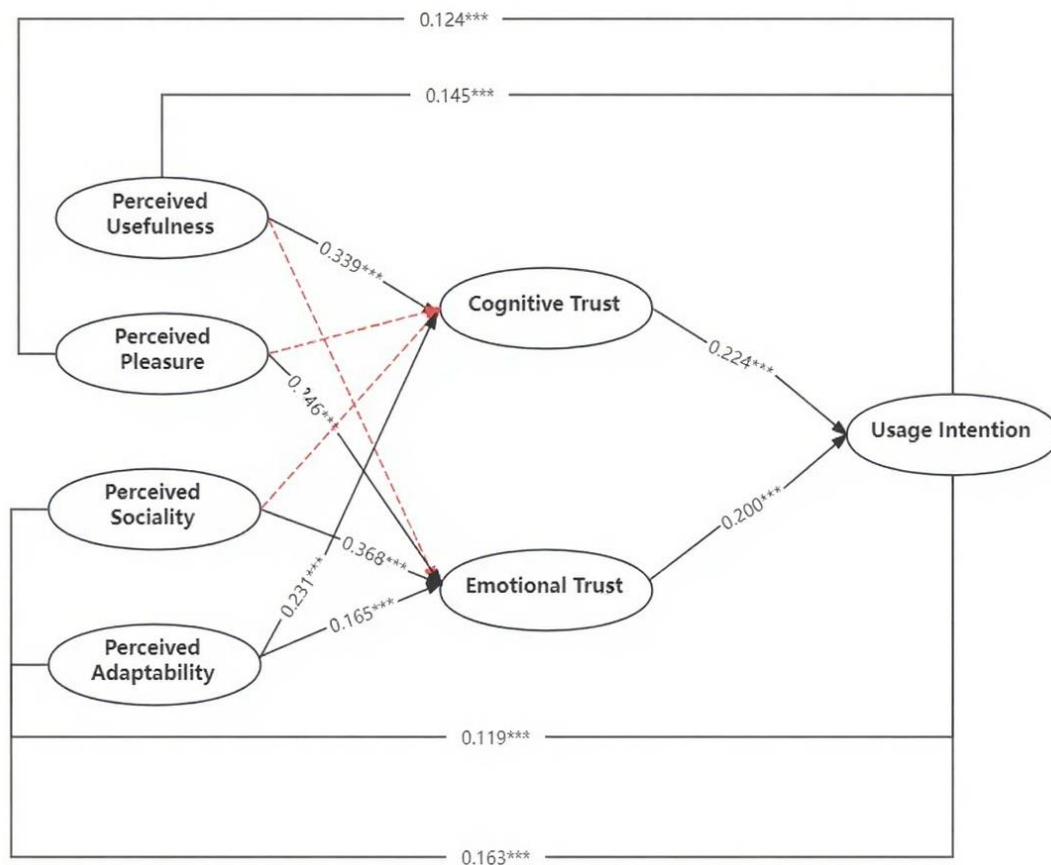 0.124***
0.145***
Perceived
Usefulness
0.339***
Cognitive Trust
Perceived
Pleasure
0.224***
Usage Intention
Perceived
Sociality
0.368***
0.200***
0.231***
Emotional Trust
0.165***
Perceived
Adaptability
0.119***
0.163***